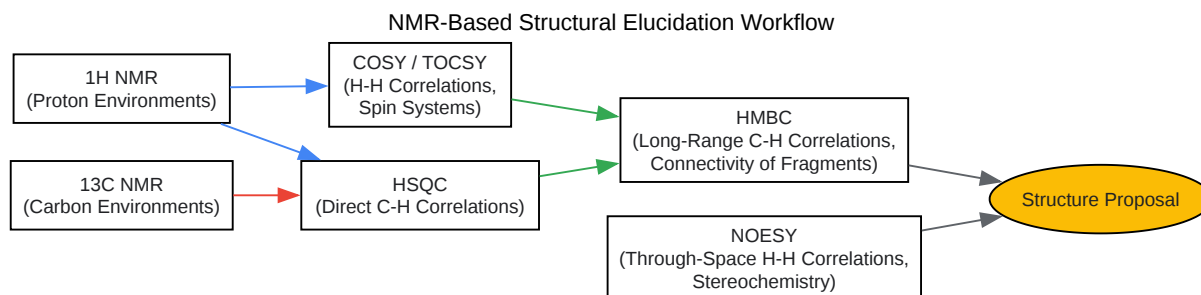 NMR-Based Structural Elucidation Workflow
1H NMR
(Proton Environments)
COSY / TOCSY
(H-H Correlations,
Spin Systems)
13C NMR
(Carbon Environments)
HSQC
(Direct C-H Correlations)
HMBC
(Long-Range C-H Correlations,
Connectivity of Fragments)
NOESY
(Through-Space H-H Correlations,
Stereochemistry)
Structure Proposal